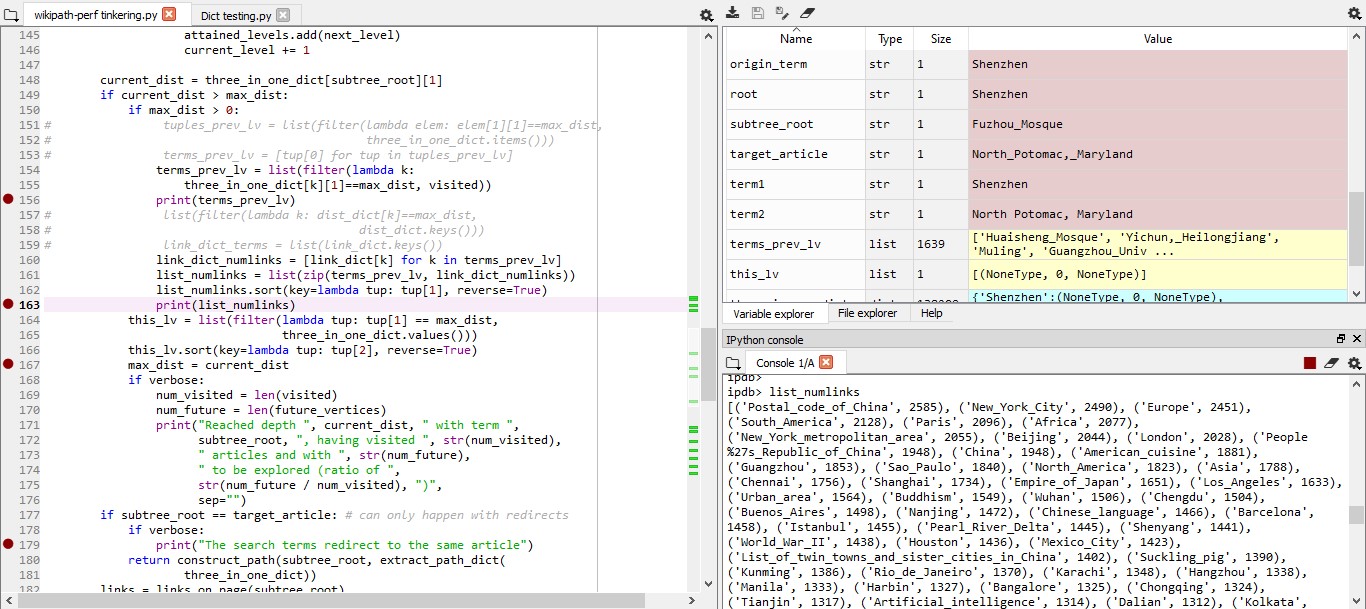 wikipath-perf tinkering.py
Dict testing.py
145 attained_levels.add(next_level)
146 current_level += 1
147
148 current_dist = three_in_one_dict[subtree_root][1]
149 if current_dist > max_dist:
150 if max_dist > 0:
151 # tuples_prev_lv = list(filter(lambda elem: elem[1][1]==max_dist,
152 # three_in_one_dict.items()))
153 # terms_prev_lv = [tup[0] for tup in tuples_prev_lv]
154 terms_prev_lv = list(filter(lambda k:
155 three_in_one_dict[k][1]==max_dist, visited))
156 print(terms_prev_lv)
157 # list(filter(lambda k: dist_dict[k]==max_dist,
158 # dist_dict.keys()))
159 # link_dict_terms = list(link_dict.keys())
160 link_dict_numlinks = [link_dict[k] for k in terms_prev_lv]
161 list_numlinks = list(zip(terms_prev_lv, link_dict_numlinks))
162 list_numlinks.sort(key=lambda tup: tup[1], reverse=True)
163 print(list_numlinks)
164 this_lv = list(filter(lambda tup: tup[1] == max_dist,
165 three_in_one_dict.values()))
166 this_lv.sort(key=lambda tup: tup[2], reverse=True)
167 max_dist = current_dist
168 if verbose:
169 num_visited = len(visited)
170 num_future = len(future_vertices)
171 print("Reached depth ", current_dist, " with term ",
172 subtree_root, ", having visited ", str(num_visited),
173 " articles and with ", str(num_future),
174 " to be explored (ratio of ",
175 str(num_future / num_visited), ")",
176 sep="")
177 if subtree_root == target_article: # can only happen with redirects
178 if verbose:
179 print("The search terms redirect to the same article")
180 return construct_path(subtree_root, extract_path_dict(
181 three_in_one_dict))
182 links = links_on_page(subtree_root)
Name Type Size Value
origin_term str 1 Shenzhen
root str 1 Shenzhen
subtree_root str 1 Fuzhou_Mosque
target_article str 1 North_Potomac,_Maryland
term1 str 1 Shenzhen
term2 str 1 North Potomac, Maryland
terms_prev_lv list 1639 ['Huaisheng_Mosque', 'Yichun,_Heilongjiang',
'Muling', 'Guangzhou_Univ ...
this_lv list 1 [(NoneType, 0, NoneType)]
{'Shenzhen':(NoneType, 0, NoneType),
Variable explorer File explorer Help
IPython console
Console 1/A
ipdb>
ipdb> list_numlinks
[('Postal_code_of_China', 2585), ('New_York_City', 2490), ('Europe', 2451),
('South_America', 2128), ('Paris', 2096), ('Africa', 2077),
('New_York_metropolitan_area', 2055), ('Beijing', 2044), ('London', 2028), ('People
%27s_Republic_of_China', 1948), ('China', 1948), ('American_cuisine', 1881),
('Guangzhou', 1853), ('Sao_Paulo', 1840), ('North_America', 1823), ('Asia', 1788),
('Chennai', 1756), ('Shanghai', 1734), ('Empire_of_Japan', 1651), ('Los_Angeles', 1633),
('Urban_area', 1564), ('Buddhism', 1549), ('Wuhan', 1506), ('Chengdu', 1504),
('Buenos_Aires', 1498), ('Nanjing', 1472), ('Chinese_language', 1466), ('Barcelona',
1458), ('Istanbul', 1455), ('Pearl_River_Delta', 1445), ('Shenyang', 1441),
('World_War_II', 1438), ('Houston', 1436), ('Mexico_City', 1423),
('List_of_twin_towns_and_sister_cities_in_China', 1402), ('Suckling_pig', 1390),
('Kunming', 1386), ('Rio_de_Janeiro', 1370), ('Karachi', 1348), ('Hangzhou', 1338),
('Manila', 1333), ('Harbin', 1327), ('Bangalore', 1325), ('Chongqing', 1324),
('Tianjin', 1317), ('Artificial_intelligence', 1314), ('Dalian', 1312), ('Kolkata',